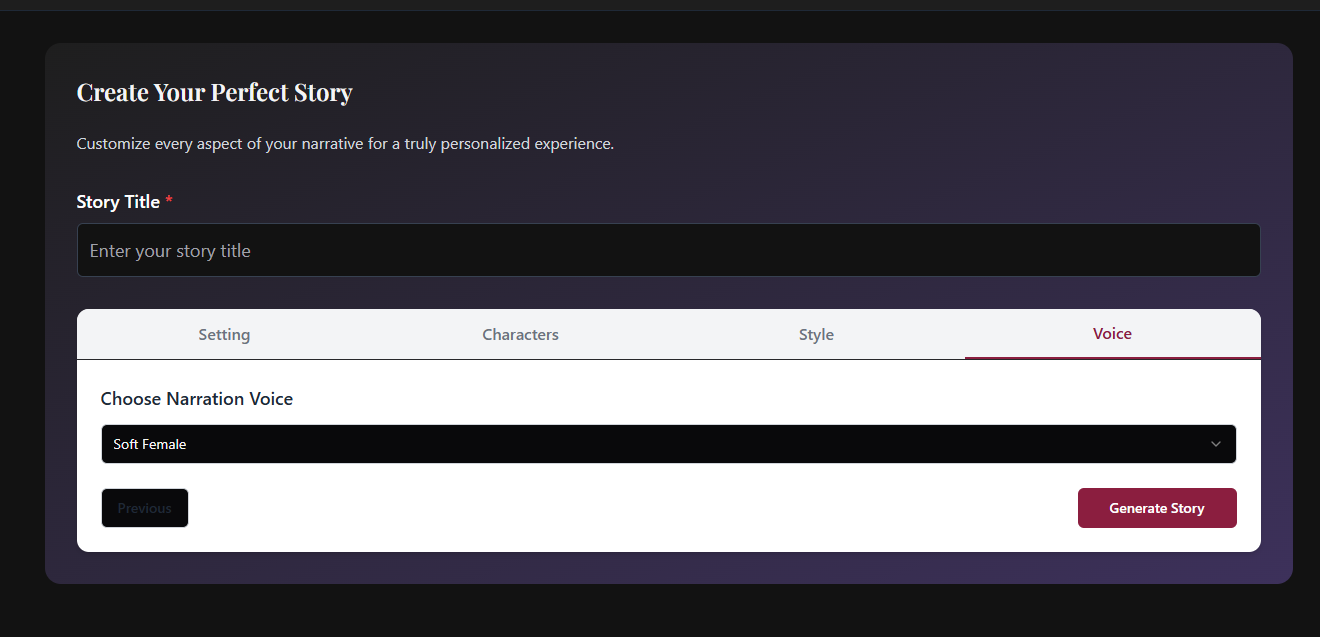 Create Your Perfect Story
Customize every aspect of your narrative for a truly personalized experience.
Story Title *
Enter your story title
Setting Characters Style Voice
Choose Narration Voice
Soft Female
Previous Generate Story